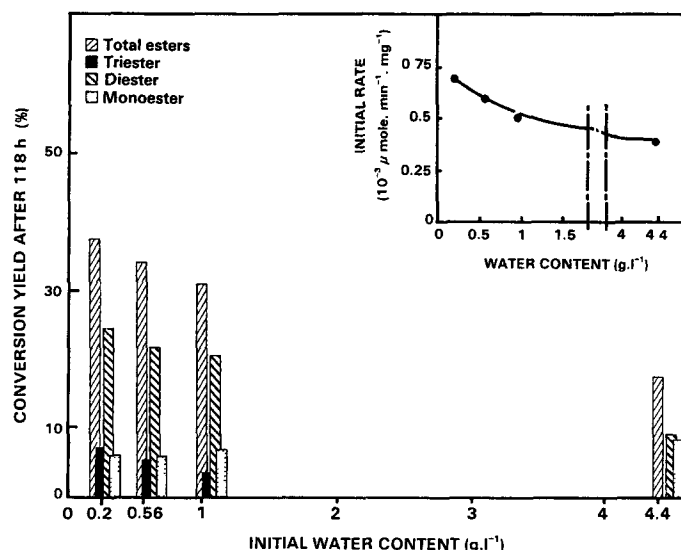 Total esters
Triester
Diester
Monoester
CONVERSION YIELD AFTER 118 h (%)
50
30
10
0
0 0.2 0.56 1 2 3 4 4.4
INITIAL WATER CONTENT (g.l⁻¹)
INITIAL RATE
(10⁻³ μ mole. min⁻¹. mg⁻¹)
0 75
0.5
0.25
0
0 0.5 1 1.5 4 4 4
WATER CONTENT (g.l⁻¹)